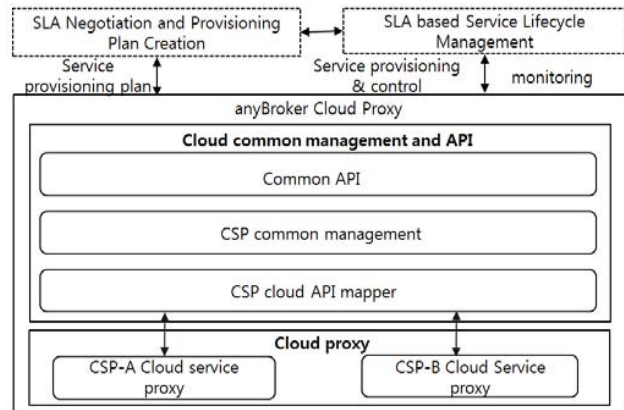 SLA Negotiation and Provisioning
Plan Creation
SLA based Service Lifecycle
Management
Service
provisioning plan
Service provisioning
& control
monitoring
anyBroker Cloud Proxy
Cloud common management and API
Common API
CSP common management
CSP cloud API mapper
Cloud proxy
CSP-A Cloud service
proxy
CSP-B Cloud Service
proxy